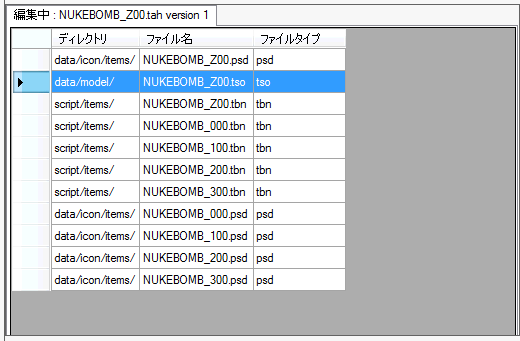 編集中 : NUKEBOMB_Z00.tah version 1
ディレクトリ ファイル名 ファイルタイプ
data/icon/items/ NUKEBOMB_Z00.psd psd
data/model/ NUKEBOMB_Z00.tso tso
script/items/ NUKEBOMB_Z00.tbn tbn
script/items/ NUKEBOMB_000.tbn tbn
script/items/ NUKEBOMB_100.tbn tbn
script/items/ NUKEBOMB_200.tbn tbn
script/items/ NUKEBOMB_300.tbn tbn
data/icon/items/ NUKEBOMB_000.psd psd
data/icon/items/ NUKEBOMB_100.psd psd
data/icon/items/ NUKEBOMB_200.psd psd
data/icon/items/ NUKEBOMB_300.psd psd